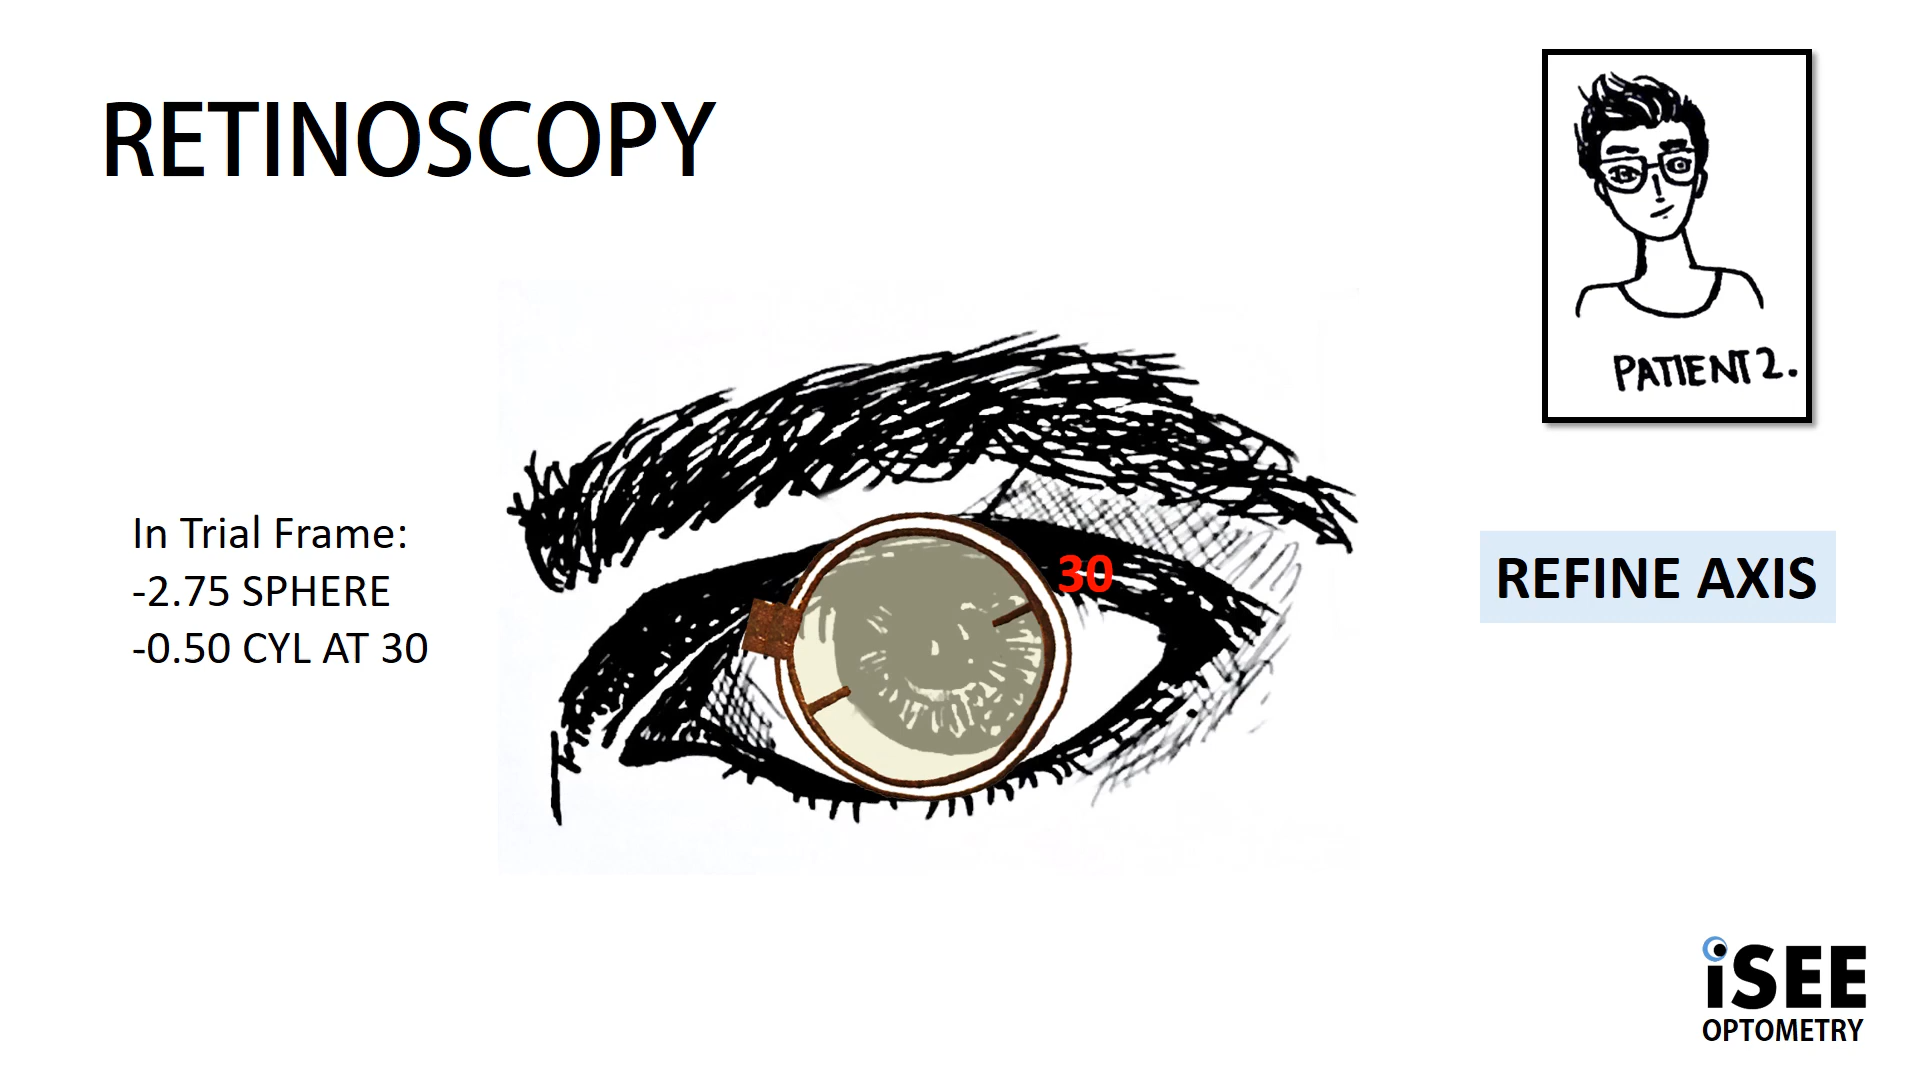 RETINOSCOPY
PATIENT 2.
In Trial Frame:
-2.75 SPHERE
-0.50 CYL AT 30
30
REFINE AXIS
iSEE
OPTOMETRY